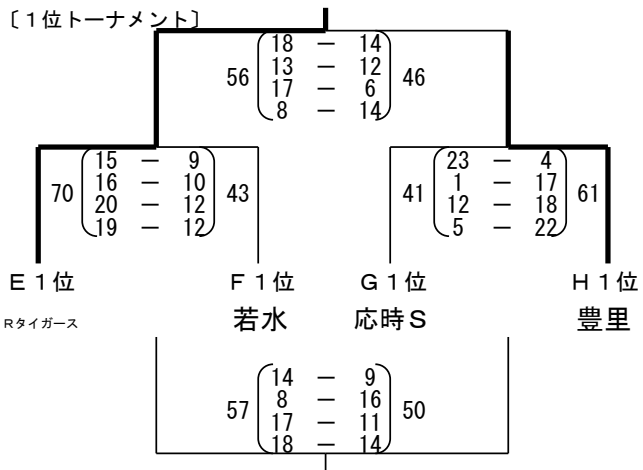 〔１位トーナメント〕
18 － 14
56 13 － 12 46
17 － 6
8 － 14
15 － 9 23 － 4
70 16 － 10 43 41 1 － 17 61
20 － 12 12 － 18
19 － 12 5 － 22
Ｅ１位 Ｆ１位 Ｇ１位 Ｈ１位
Ｒタイガース 若水 応時Ｓ 豊里
14 － 9
57 8 － 16 50
17 － 11
18 － 14